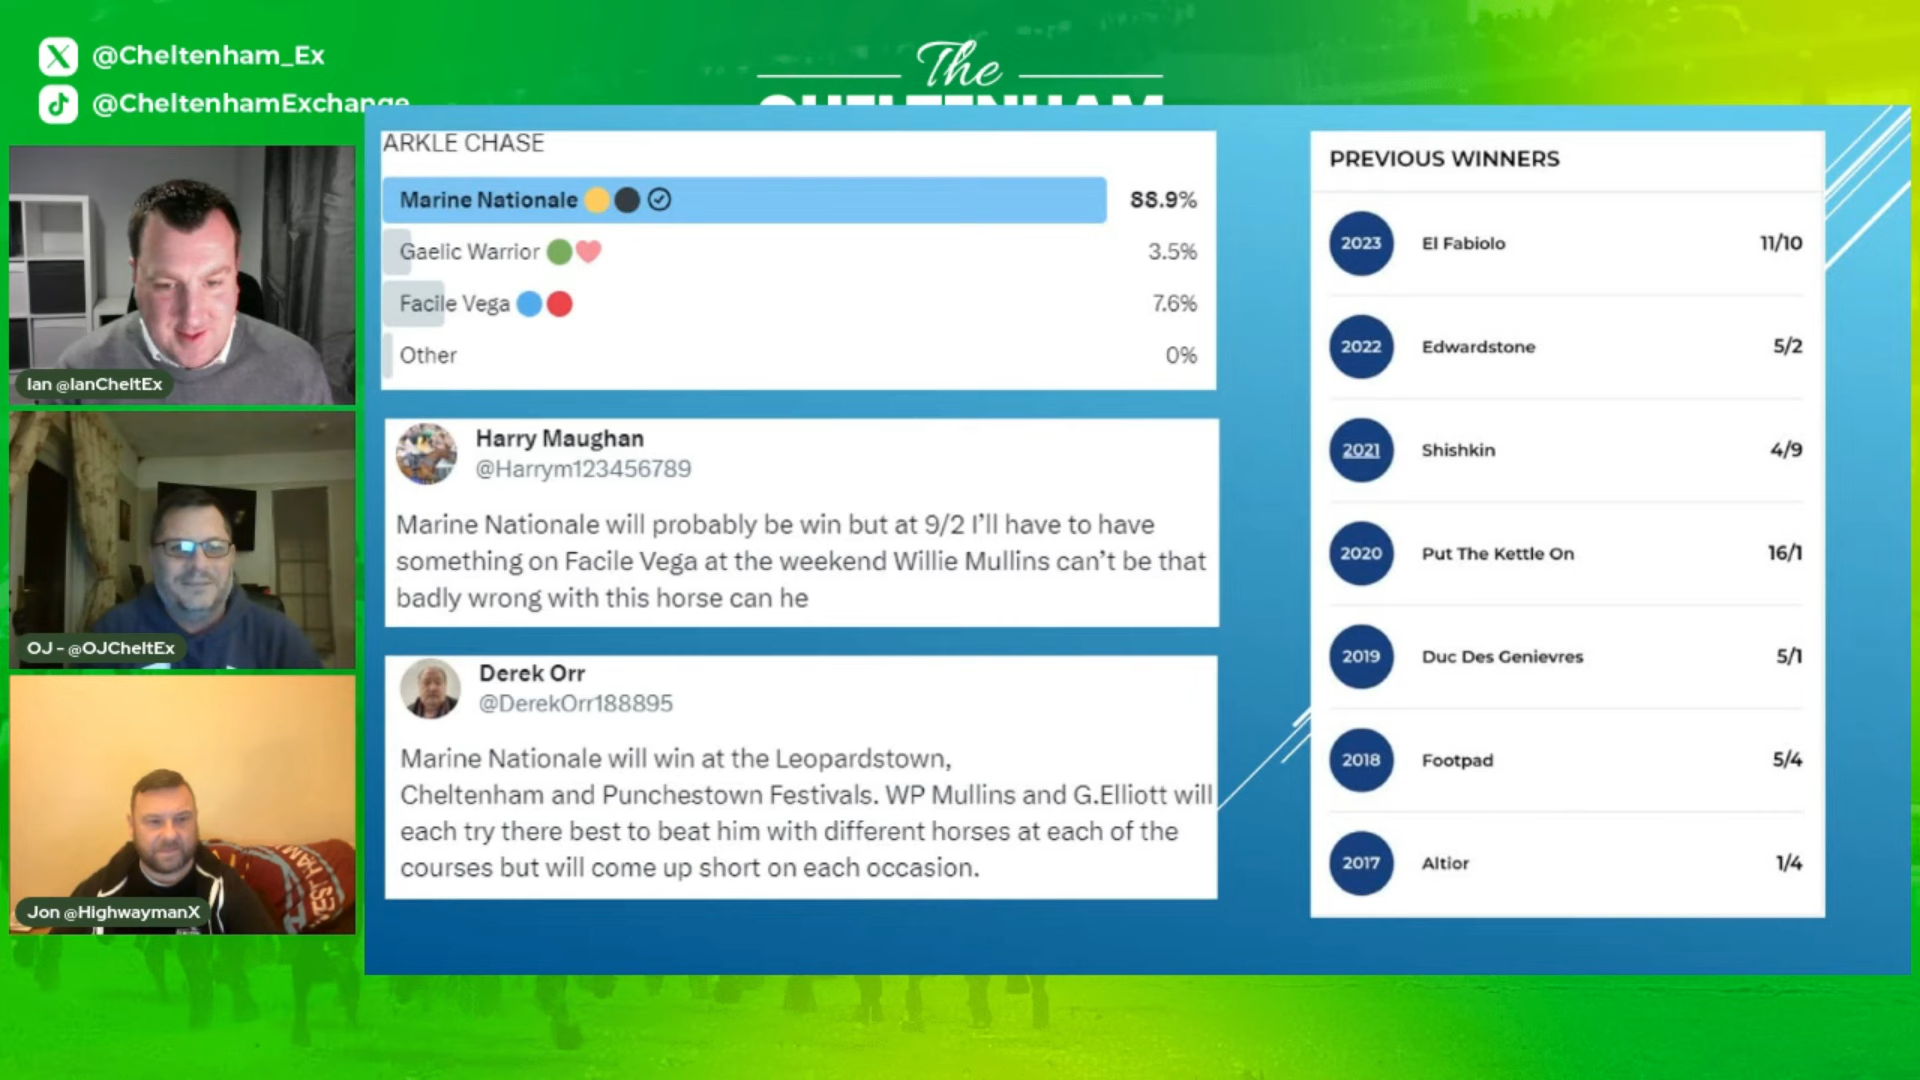 @Cheltenham_Ex
@CheltenhamExchange
The
CHELTENHAM
Ian @IanCheltEx
OJ - @OJCheltEx
WEST HAM
Jon @HighwaymanX
ARKLE CHASE
Marine Nationale 88.9%
Gaelic Warrior 3.5%
Facile Vega 7.6%
Other 0%
Harry Maughan
@Harrym123456789
Marine Nationale will probably be win but at 9/2 I’ll have to have
something on Facile Vega at the weekend Willie Mullins can’t be that
badly wrong with this horse can he
Derek Orr
@DerekOrr188895
Marine Nationale will win at the Leopardstown,
Cheltenham and Punchestown Festivals. WP Mullins and G.Elliott will
each try there best to beat him with different horses at each of the
courses but will come up short on each occasion.
PREVIOUS WINNERS
2023 El Fabiolo 11/10
2022 Edwardstone 5/2
2021 Shishkin 4/9
2020 Put The Kettle On 16/1
2019 Duc Des Genievres 5/1
2018 Footpad 5/4
2017 Altior 1/4